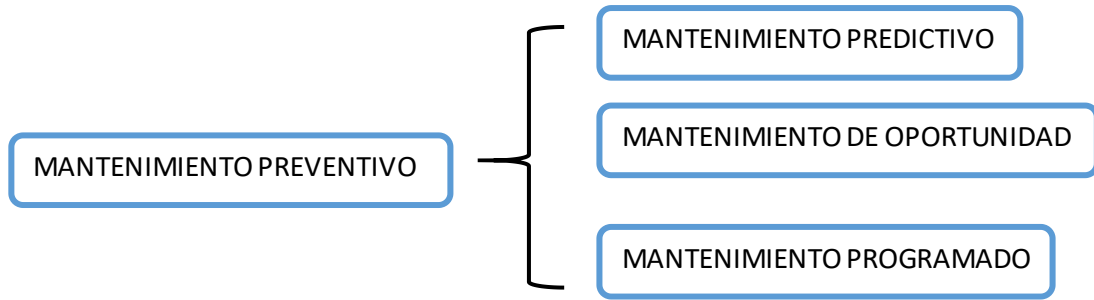 MANTENIMIENTO PREVENTIVO
MANTENIMIENTO PREDICTIVO
MANTENIMIENTO DE OPORTUNIDAD
MANTENIMIENTO PROGRAMADO